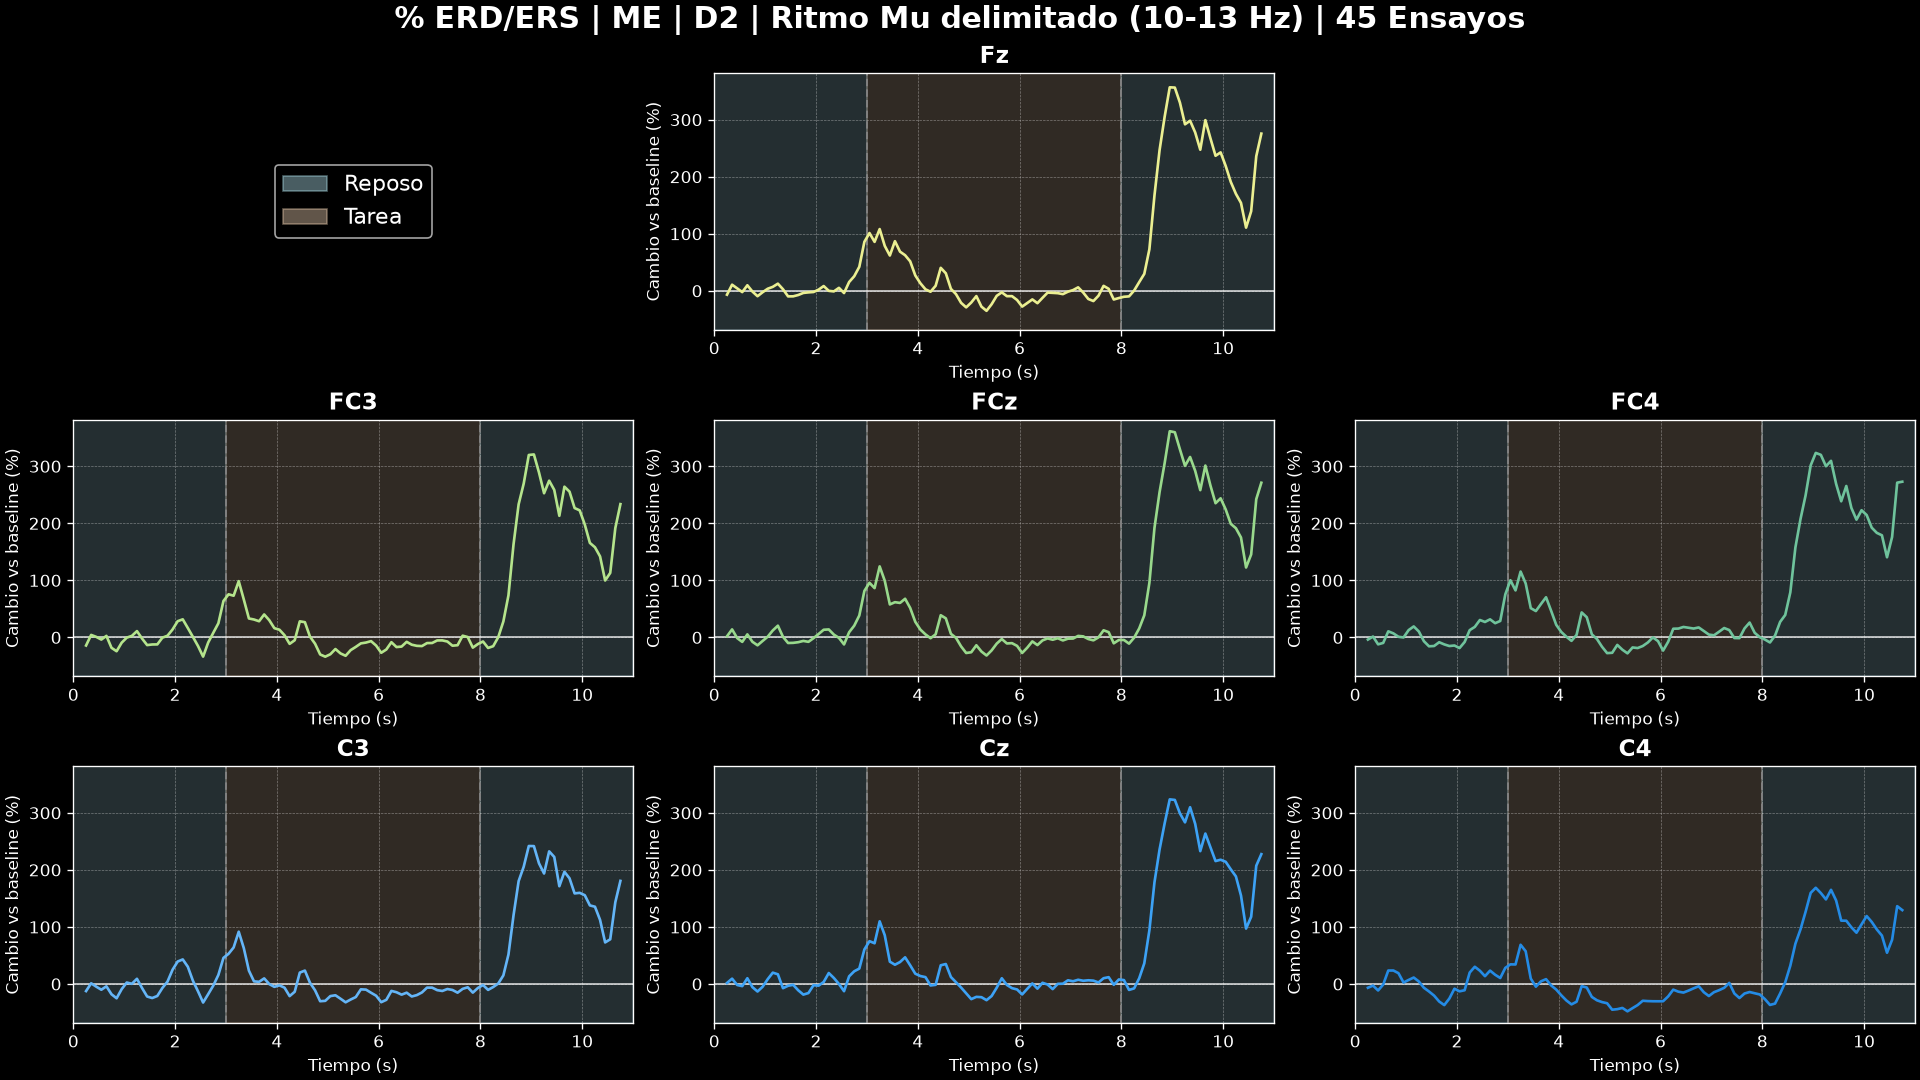 % ERD/ERS | ME | D2 | Ritmo Mu delimitado (10-13 Hz) | 45 Ensayos
Fz
Reposo
Tarea
Cambio vs baseline (%)
300
200
100
0
0 2 4 6 8 10
Tiempo (s)
FC3
Cambio vs baseline (%)
300
200
100
0
0 2 4 6 8 10
Tiempo (s)
FCz
Cambio vs baseline (%)
300
200
100
0
0 2 4 6 8 10
Tiempo (s)
FC4
Cambio vs baseline (%)
300
200
100
0
0 2 4 6 8 10
Tiempo (s)
C3
Cambio vs baseline (%)
300
200
100
0
0 2 4 6 8 10
Tiempo (s)
Cz
Cambio vs baseline (%)
300
200
100
0
0 2 4 6 8 10
Tiempo (s)
C4
Cambio vs baseline (%)
300
200
100
0
0 2 4 6 8 10
Tiempo (s)